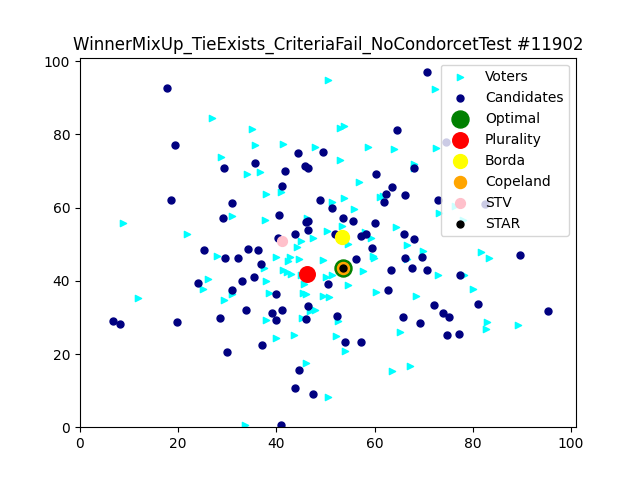 WinnerMixUp_TieExists_CriteriaFail_NoCondorcetTest #11902
100
80
60
40
20
0
0
20
40
60
80
100
Voters
Candidates
Optimal
Plurality
Borda
Copeland
STV
STAR